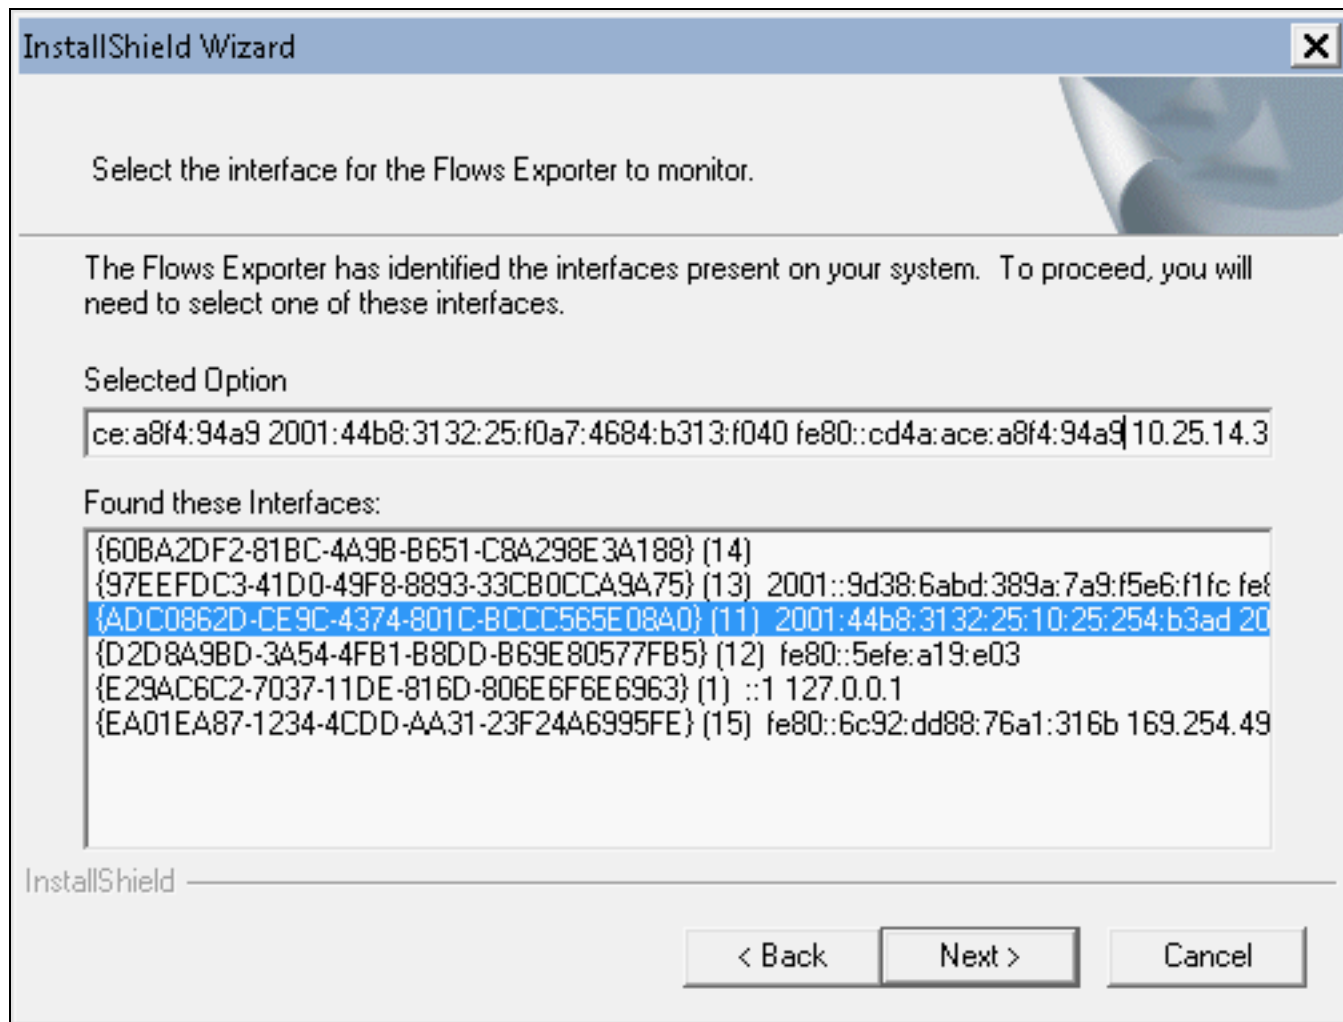 InstallShield Wizard
Select the interface for the Flows Exporter to monitor.
The Flows Exporter has identified the interfaces present on your system.  To proceed, you will
need to select one of these interfaces.
Selected Option
ce:a8f4:94a9 2001:44b8:3132:25:f0a7:4684:b313:f040 fe80::cd4a:ace:a8f4:94a9 10.25.14.3
Found these Interfaces:
{60BA2DF2-81BC-4A9B-B651-C8A298E3A188} (14)
{97EEFDC3-41D0-49F8-8893-33CB0CCA9A75} (13)  2001::9d38:6abd:389a:7a9:f5e6:f1fc fe8
{ADC0862D-CE9C-4374-801C-BCCC565E08A0} (11)  2001:44b8:3132:25:10:25:254:b3ad 20
{D2D8A9BD-3A54-4FB1-B8DD-B69E80577FB5} (12)  fe80::5efe:a19:e03
{E29AC6C2-7037-11DE-816D-806E6F6E6963} (1)  ::1 127.0.0.1
{EA01EA87-1234-4CDD-AA31-23F24A6995FE} (15)  fe80::6c92:dd88:76a1:316b 169.254.49
InstallShield
< Back
Next >
Cancel